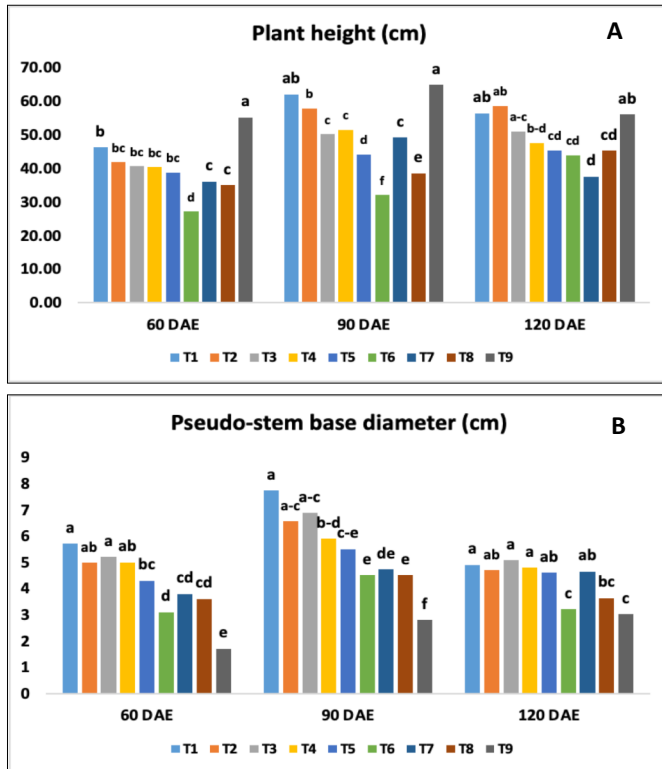 Plant height (cm)
A
70.00
60.00
50.00
40.00
30.00
20.00
10.00
0.00
b bc bc bc bc d c c a
ab b c c d f c e a
ab ab a-c b-d cd cd d cd ab
60 DAE 90 DAE 120 DAE
T1 T2 T3 T4 T5 T6 T7 T8 T9
Pseudo-stem base diameter (cm)
B
9
8
7
6
5
4
3
2
1
0
a ab a ab bc d cd cd e
a a-c a-c b-d c-e e de e f
a ab a a ab c ab bc c
60 DAE 90 DAE 120 DAE
T1 T2 T3 T4 T5 T6 T7 T8 T9